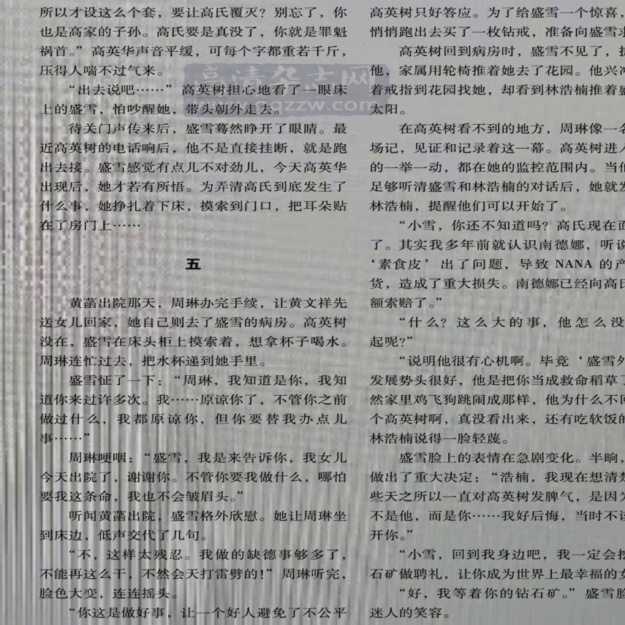 所以才设这么个套，要让高氏覆灭？别忘了，你
也是高家的子孙。高氏要是真没了，你就是罪魁
祸首。”高英华声音平缓，可每个字都重若千斤，
压得人喘不过气来。
“出去说吧……”高英树担心地看了一眼床
上的盛雪，怕吵醒她，带头朝外走去。
待关门声传来后，盛雪蓦然睁开了眼睛。最
近高英树的电话响后，他不是直接挂断，就是跑
出去接。盛雪感觉有点儿不对劲儿，今天高英华
出现后，她才若有所悟。为弄清高氏到底发生了
什么事，她挣扎着下床，摸索到门口，把耳朵贴
在了房门上……
五
黄菡出院那天，周琳办完手续，让黄文祥先
送女儿回家，她自己则去了盛雪的病房。高英树
没在，盛雪在床头柜上摸索着，想拿杯子喝水。
周琳连忙过去，把水杯递到她手里。
盛雪怔了一下：“周琳，我知道是你，我知
道你来过许多次。我……原谅你了，不管你之前
做过什么，我都原谅你，但你要替我办点儿
事……”
周琳哽咽：“盛雪，我是来告诉你，我女儿
今天出院了，谢谢你。不管你要我做什么，哪怕
要我这条命，我也不会皱眉头。”
听闻黄菡出院，盛雪格外欣慰。她让周琳坐
到床边，低声交代了几句。
“不，这样太残忍。我做的缺德事够多了，
不能再这么干，不然会天打雷劈的！”周琳听完，
脸色大变，连连摇头。
“你这是做好事，让一个好人避免了不公平
高英树只好答应。为了给盛雪一个惊喜，
悄悄跑出去买了一枚钻戒，准备向盛雪求
高英树回到病房时，盛雪不见了，护
他，家属用轮椅推着她去了花园。他兴冲
着戒指到花园找她，却看到林浩楠推着盛
太阳。
在高英树看不到的地方，周琳像一名
场记，见证和记录着这一幕。高英树进入
的一举一动，都在她的监控范围内。当他
足够听清盛雪和林浩楠的对话后，她就发
林浩楠，提醒他们可以开始了。
“小雪，你还不知道吗？高氏现在面
了。其实我多年前就认识南德娜，听说
‘素食皮’出了问题，导致 NANA 的产
货，造成了重大损失。南德娜已经向高氏
额索赔了。”
“什么？这么大的事，他怎么没
起呢？”
“说明他很有心机啊。毕竟‘盛雪外
发展势头很好，他是把你当成救命稻草了
然家里鸡飞狗跳闹成那样，他为什么不回
个高英树啊，真没看出来，还有吃软饭的
林浩楠说得一脸轻蔑。
盛雪脸上的表情在急剧变化。半晌，
做出了重大决定：“浩楠，我现在想清楚
些天之所以一直对高英树发脾气，是因为
不是他，而是你……我好后悔，当时不该
开你。”
“小雪，回到我身边吧，我一定会挖
石矿做聘礼，让你成为世界上最幸福的女
“好，我等着你的钻石矿。”盛雪脸
迷人的笑容。